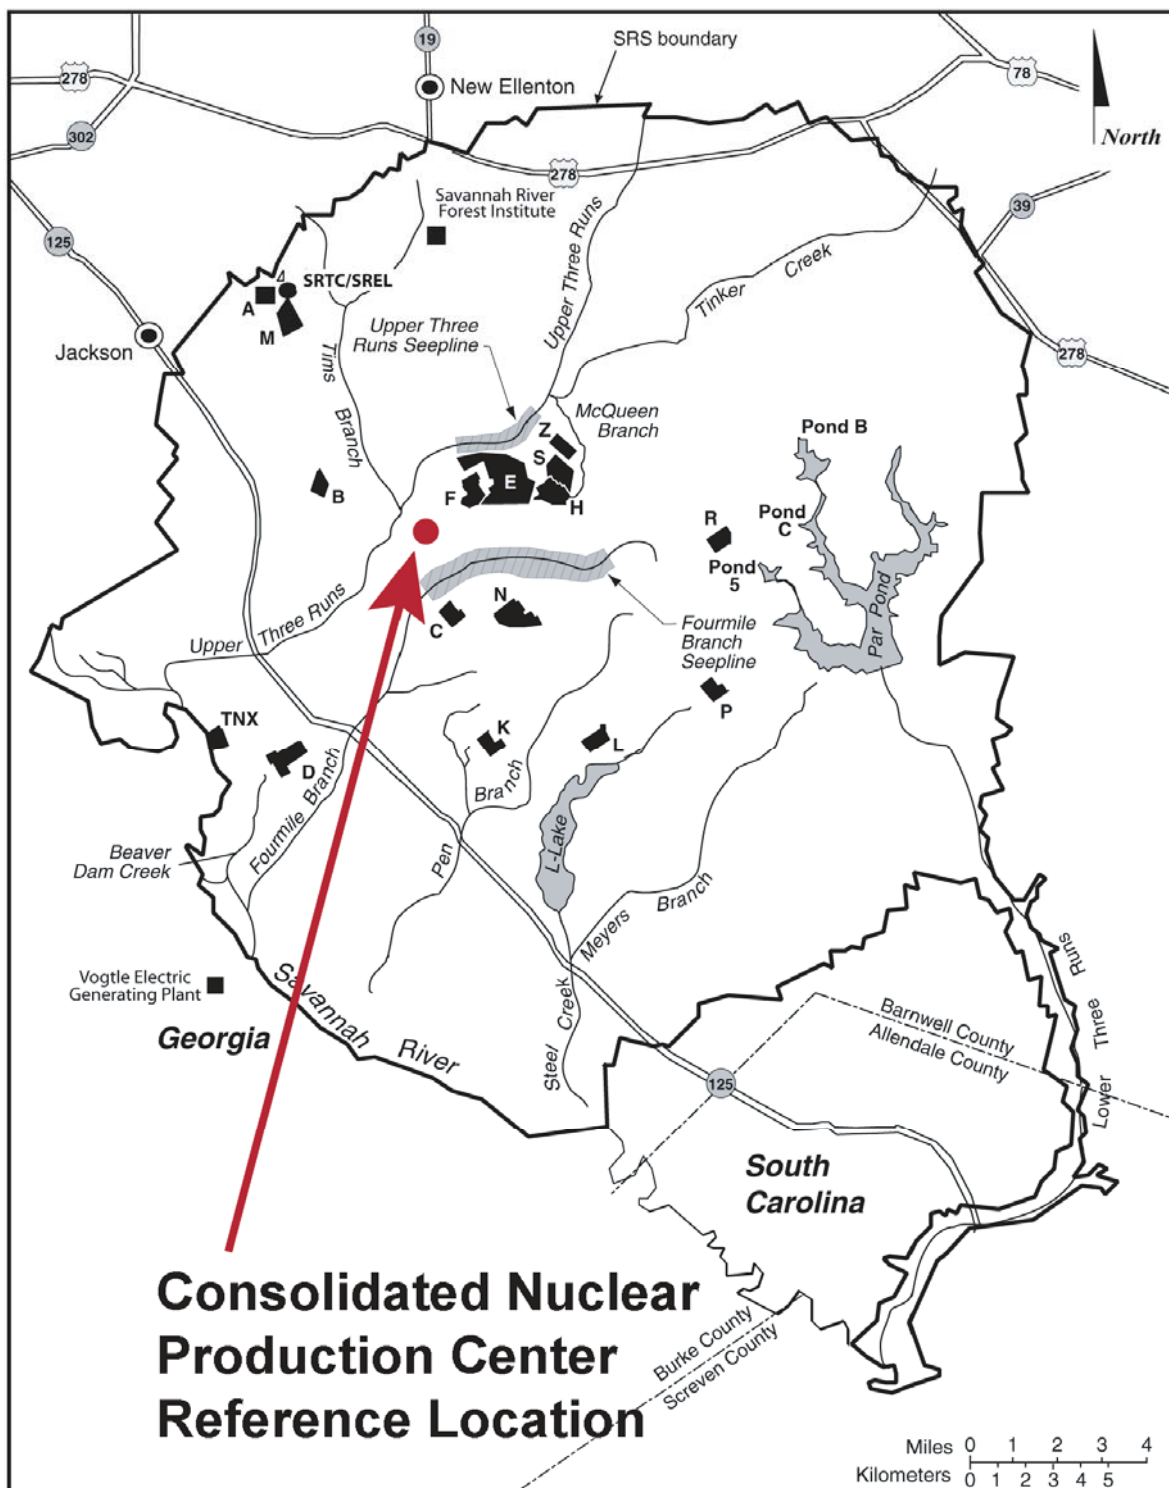 19
SRS boundary
278
78
New Ellenton
302
North
278
Savannah River
Forest Institute
39
125
Upper Three Runs
Tinker Creek
SRTC/SREL
A
M
Upper Three
Runs Seepline
Jackson
278
Tims Branch
McQueen
Branch
Z
Pond B
S
E
B
F
H
R
Pond
C
Pond
5
N
C
Par Pond
Fourmile
Branch
Seepline
Upper Three Runs
P
TNX
K
L
D
Fourmile Branch
Pen Branch
L-Lake
Beaver
Dam Creek
Meyers Branch
Vogtle Electric
Generating Plant
Savannah River
Georgia
Steel Creek
Lower Three Runs
Barnwell County
Allendale County
125
South
Carolina
Consolidated Nuclear
Production Center
Reference Location
Burke County
Screven County
Miles 0 1 2 3 4
Kilometers 0 1 2 3 4 5